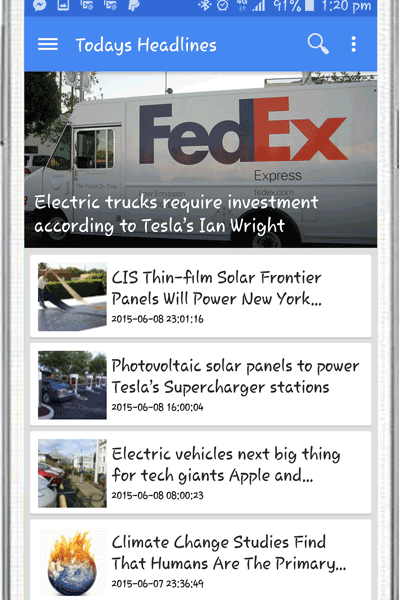 91% 1:20 pm
Todays Headlines
FedEx
Express
fedex.com
Electric trucks require investment
according to Tesla's Ian Wright
CIS Thin-film Solar Frontier
Panels Will Power New York...
2015-06-08 23:01:16
Photovoltaic solar panels to power
Tesla's Supercharger stations
2015-06-08 16:00:04
Electric vehicles next big thing
for tech giants Apple and...
2015-06-08 08:00:23
Climate Change Studies Find
That Humans Are The Primary...
2015-06-07 23:36:49